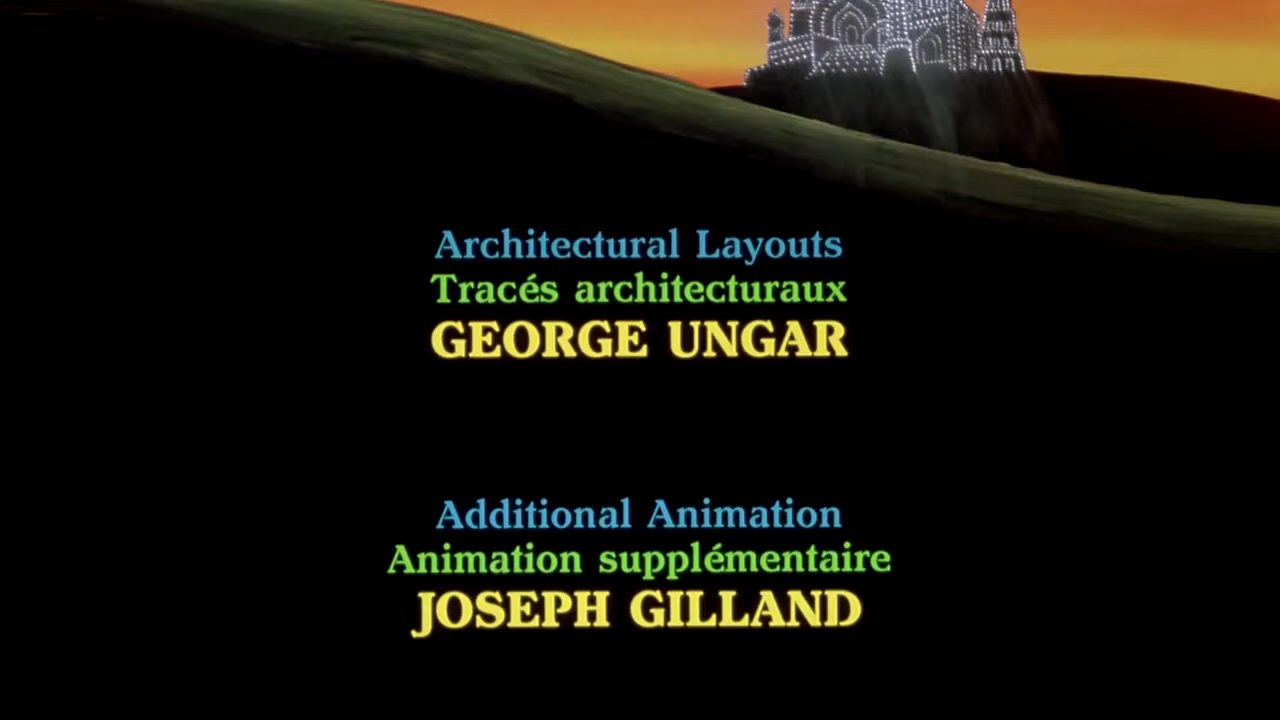 Architectural Layouts
Tracés architecturaux
GEORGE UNGAR
Additional Animation
Animation supplémentaire
JOSEPH GILLAND